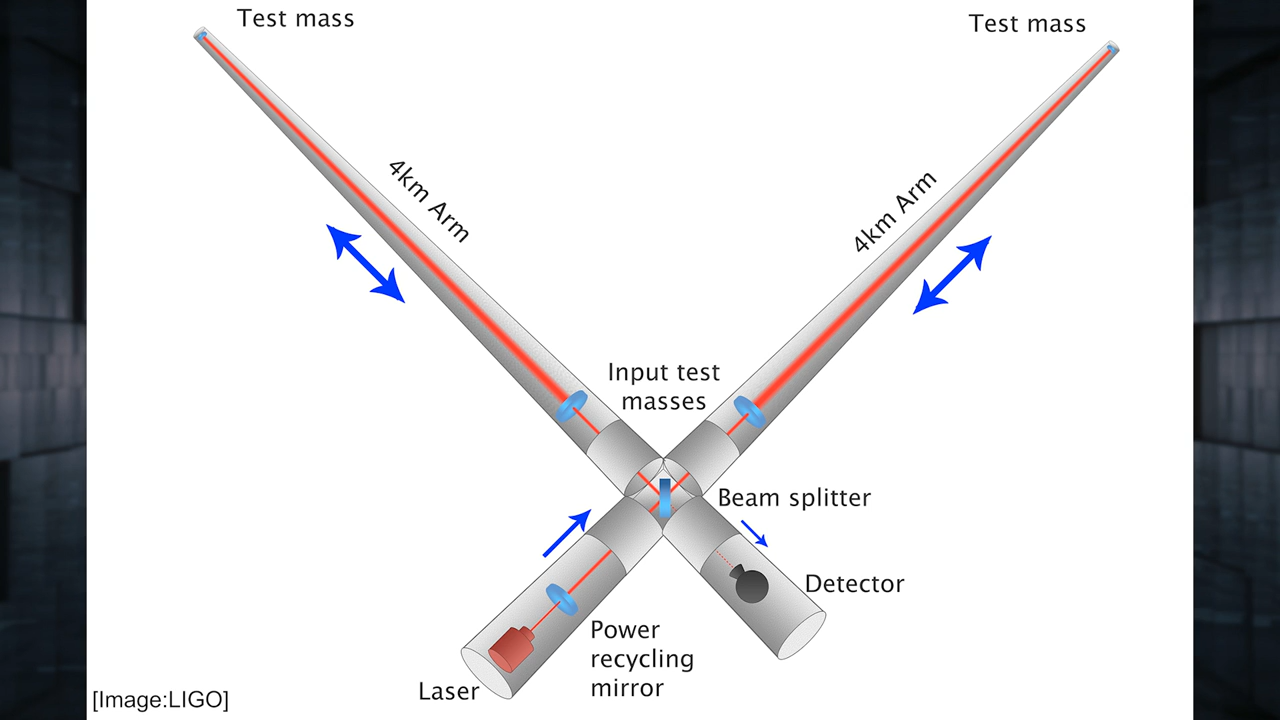 Test mass
Test mass
4km Arm
4km Arm
Input test
masses
Beam splitter
Detector
Power
recycling
mirror
Laser
[Image:LIGO]